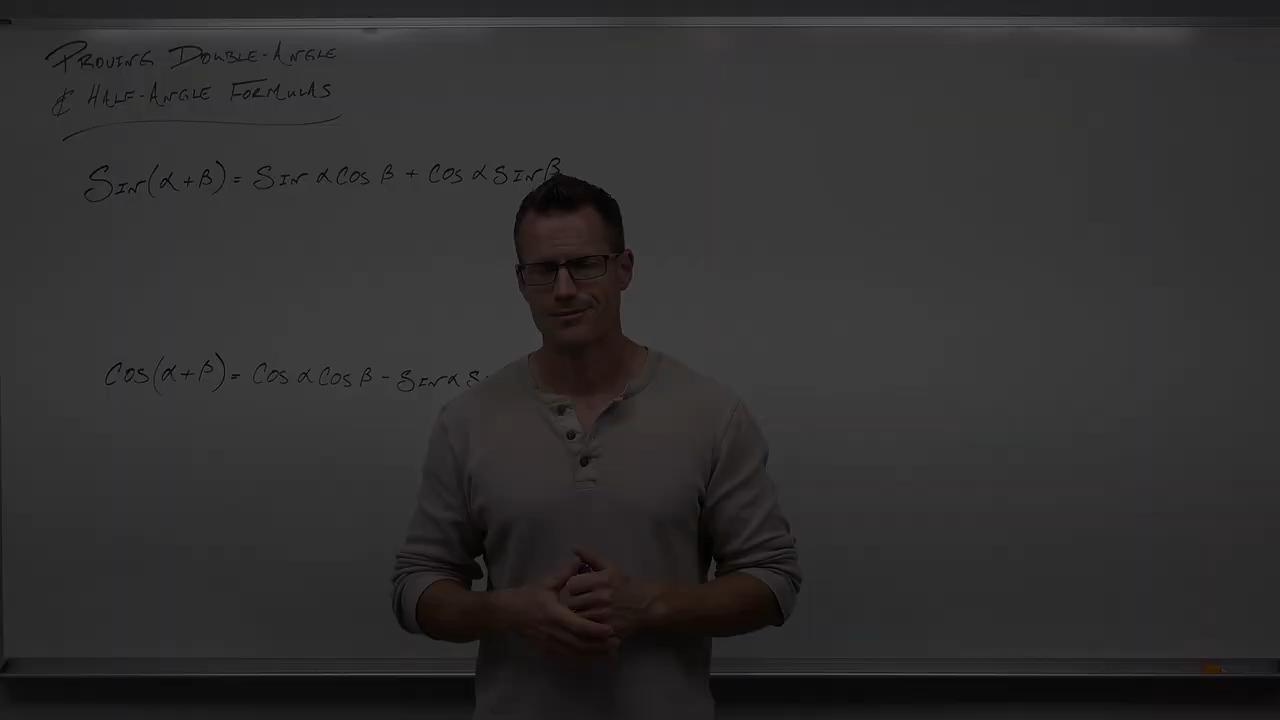 Proving Double-Angle
& Half-Angle Formulas
Sin(α+β) = Sin α Cos β + Cos α Sin β
Cos(α+β) = Cos α Cos β - Sin α S